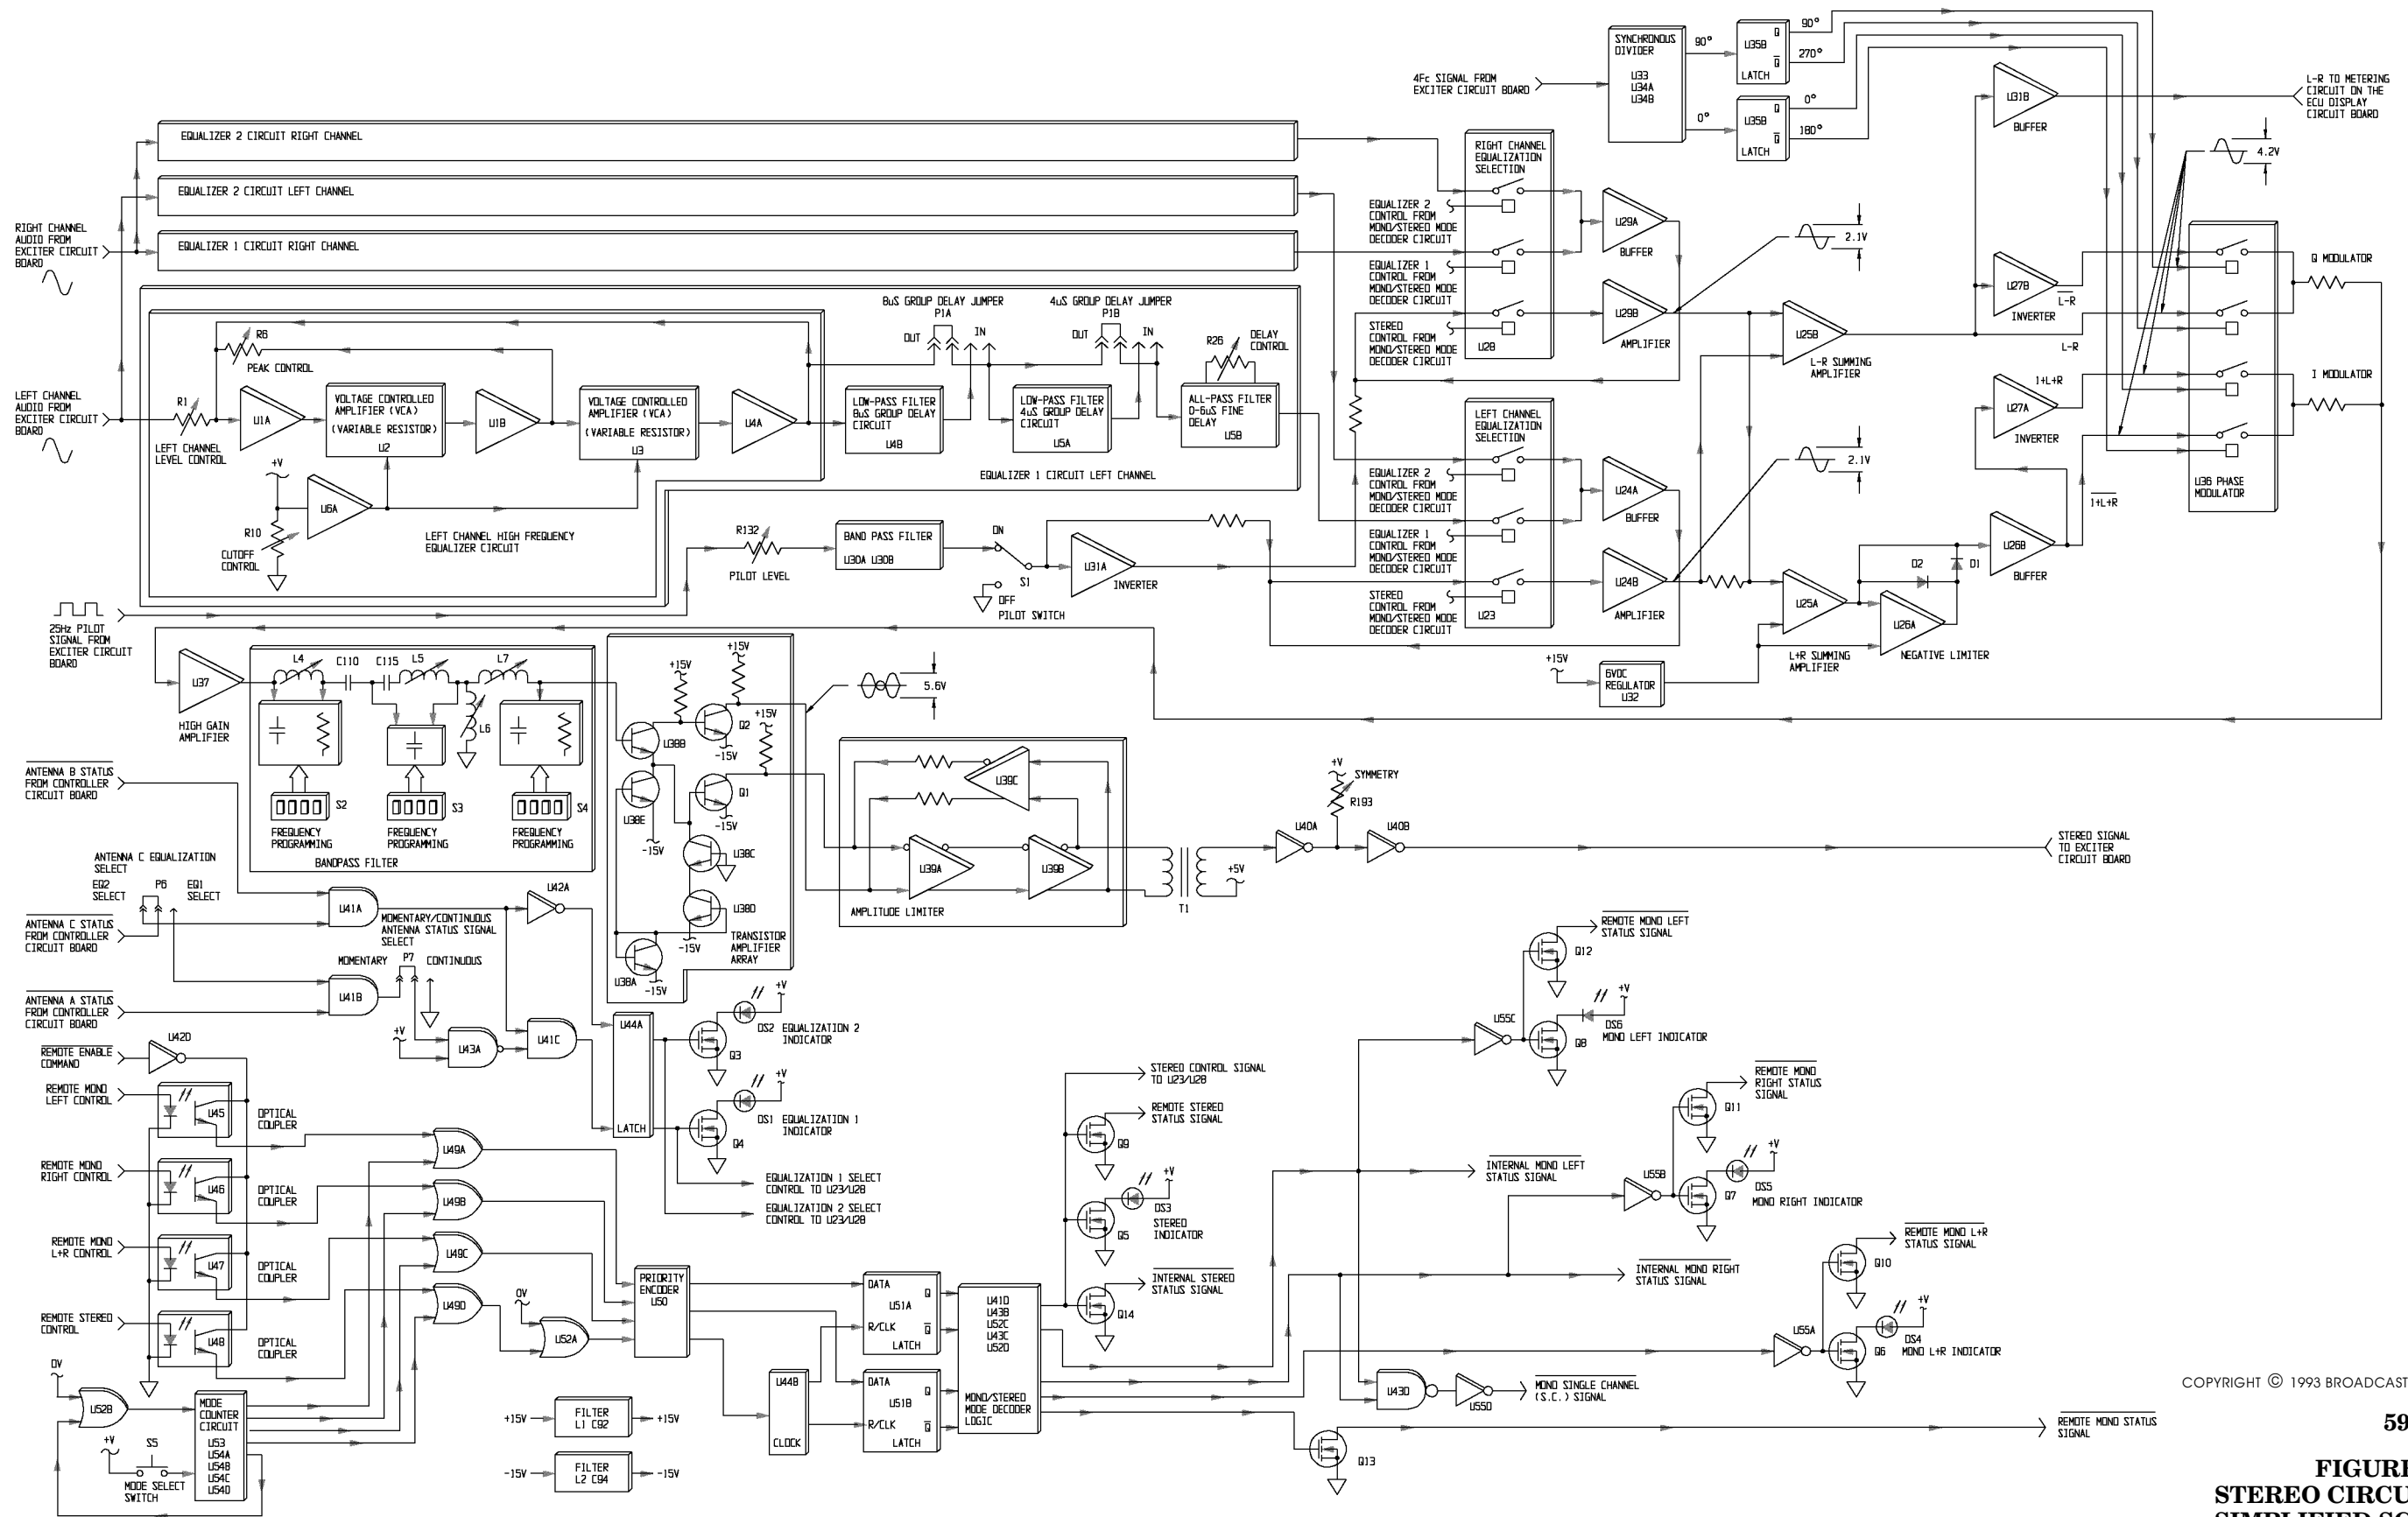 SYNCHRONOUS
DIVIDER
U33
U34A
U34B
90°
0°
U35B
Q
Q
LATCH
90°
270°
U35B
Q
Q
LATCH
0°
180°
4Fc SIGNAL FROM
EXCITER CIRCUIT BOARD
U31B
BUFFER
L-R TO METERING
CIRCUIT ON THE
ECU DISPLAY
CIRCUIT BOARD
4.2V
EQUALIZER 2 CIRCUIT RIGHT CHANNEL
EQUALIZER 2 CIRCUIT LEFT CHANNEL
EQUALIZER 1 CIRCUIT RIGHT CHANNEL
RIGHT CHANNEL
AUDIO FROM
EXCITER CIRCUIT
BOARD
RIGHT CHANNEL
EQUALIZATION
SELECTION
EQUALIZER 2
CONTROL FROM
MONO/STEREO MODE
DECODER CIRCUIT
EQUALIZER 1
CONTROL FROM
MONO/STEREO MODE
DECODER CIRCUIT
STEREO
CONTROL FROM
MONO/STEREO MODE
DECODER CIRCUIT
U28
U29A
BUFFER
U29B
AMPLIFIER
2.1V
U25B
L-R SUMMING
AMPLIFIER
U27B
INVERTER
L-R
L-R
Q MODULATOR
I MODULATOR
1+L+R
U27A
INVERTER
1+L+R
U36 PHASE
MODULATOR
8uS GROUP DELAY JUMPER
P1A
OUT
IN
4uS GROUP DELAY JUMPER
P1B
OUT
IN
R26
DELAY
CONTROL
R6
PEAK CONTROL
LEFT CHANNEL
AUDIO FROM
EXCITER CIRCUIT
BOARD
R1
LEFT CHANNEL
LEVEL CONTROL
U1A
VOLTAGE CONTROLLED
AMPLIFIER (VCA)
(VARIABLE RESISTOR)
U2
U1B
VOLTAGE CONTROLLED
AMPLIFIER (VCA)
(VARIABLE RESISTOR)
U3
U4A
LOW-PASS FILTER
8uS GROUP DELAY
CIRCUIT
U4B
LOW-PASS FILTER
4uS GROUP DELAY
CIRCUIT
U5A
ALL-PASS FILTER
0-6uS FINE
DELAY
U5B
EQUALIZER 1 CIRCUIT LEFT CHANNEL
+V
R10
CUTOFF
CONTROL
U6A
LEFT CHANNEL HIGH FREQUENCY
EQUALIZER CIRCUIT
LEFT CHANNEL
EQUALIZATION
SELECTION
EQUALIZER 2
CONTROL FROM
MONO/STEREO MODE
DECODER CIRCUIT
EQUALIZER 1
CONTROL FROM
MONO/STEREO MODE
DECODER CIRCUIT
STEREO
CONTROL FROM
MONO/STEREO MODE
DECODER CIRCUIT
U23
U24A
BUFFER
U24B
AMPLIFIER
2.1V
U25A
L+R SUMMING
AMPLIFIER
D2
D1
U26A
NEGATIVE LIMITER
U26B
BUFFER
+15V
6VDC
REGULATOR
U32
R132
PILOT LEVEL
BAND PASS FILTER
U30A U30B
ON
S1
OFF
PILOT SWITCH
U31A
INVERTER
25Hz PILOT
SIGNAL FROM
EXCITER CIRCUIT
BOARD
U37
HIGH GAIN
AMPLIFIER
L4
C110
C115
L5
L7
L6
S2
S3
S4
FREQUENCY
PROGRAMMING
FREQUENCY
PROGRAMMING
FREQUENCY
PROGRAMMING
BANDPASS FILTER
+15V
+15V
+15V
Q2
-15V
U38B
Q1
-15V
U38E
-15V
U38C
U38D
-15V
U38A
-15V
TRANSISTOR
AMPLIFIER
ARRAY
5.6V
U39C
U39A
U39B
AMPLITUDE LIMITER
T1
+5V
+V
SYMMETRY
R193
U40A
U40B
STEREO SIGNAL
TO EXCITER
CIRCUIT BOARD
ANTENNA B STATUS
FROM CONTROLLER
CIRCUIT BOARD
ANTENNA C EQUALIZATION
SELECT
EQ2
SELECT
P6
EQ1
SELECT
ANTENNA C STATUS
FROM CONTROLLER
CIRCUIT BOARD
ANTENNA A STATUS
FROM CONTROLLER
CIRCUIT BOARD
U41A
U42A
MOMENTARY/CONTINUOUS
ANTENNA STATUS SIGNAL
SELECT
MOMENTARY
P7
CONTINUOUS
U41B
+V
U43A
U41C
U44A
LATCH
Q3
+V
DS2 EQUALIZATION 2
INDICATOR
Q4
+V
DS1 EQUALIZATION 1
INDICATOR
EQUALIZATION 1 SELECT
CONTROL TO U23/U28
EQUALIZATION 2 SELECT
CONTROL TO U23/U28
REMOTE ENABLE
COMMAND
U42D
REMOTE MONO
LEFT CONTROL
U45
OPTICAL
COUPLER
REMOTE MONO
RIGHT CONTROL
U46
OPTICAL
COUPLER
REMOTE MONO
L+R CONTROL
U47
OPTICAL
COUPLER
REMOTE STEREO
CONTROL
U48
OPTICAL
COUPLER
U49A
U49B
U49C
U49D
0V
U52A
PRIORITY
ENCODER
U50
0V
U52B
+V
S5
MODE SELECT
SWITCH
MODE
COUNTER
CIRCUIT
U53
U54A
U54B
U54C
U54D
+15V
FILTER
L1 C92
+15V
-15V
FILTER
L2 C94
-15V
U44B
CLOCK
DATA
Q
U51A
R/CLK
Q
LATCH
DATA
Q
U51B
R/CLK
Q
LATCH
U41D
U43B
U52C
U43C
U52D
MONO/STEREO
MODE DECODER
LOGIC
STEREO CONTROL SIGNAL
TO U23/U28
REMOTE STEREO
STATUS SIGNAL
Q9
+V
DS3
STEREO
INDICATOR
Q5
INTERNAL STEREO
STATUS SIGNAL
Q14
REMOTE MONO LEFT
STATUS SIGNAL
Q12
U55C
+V
DS6
MONO LEFT INDICATOR
Q8
INTERNAL MONO LEFT
STATUS SIGNAL
REMOTE MONO
RIGHT STATUS
SIGNAL
Q11
U55B
+V
DS5
MONO RIGHT INDICATOR
Q7
INTERNAL MONO RIGHT
STATUS SIGNAL
REMOTE MONO L+R
STATUS SIGNAL
Q10
U55A
+V
DS4
MONO L+R INDICATOR
Q6
U43D
U55D
MONO SINGLE CHANNEL
(S.C.) SIGNAL
Q13
REMOTE MONO STATUS
SIGNAL
COPYRIGHT © 1993 BROADCAST
59
FIGURE
STEREO CIRCU